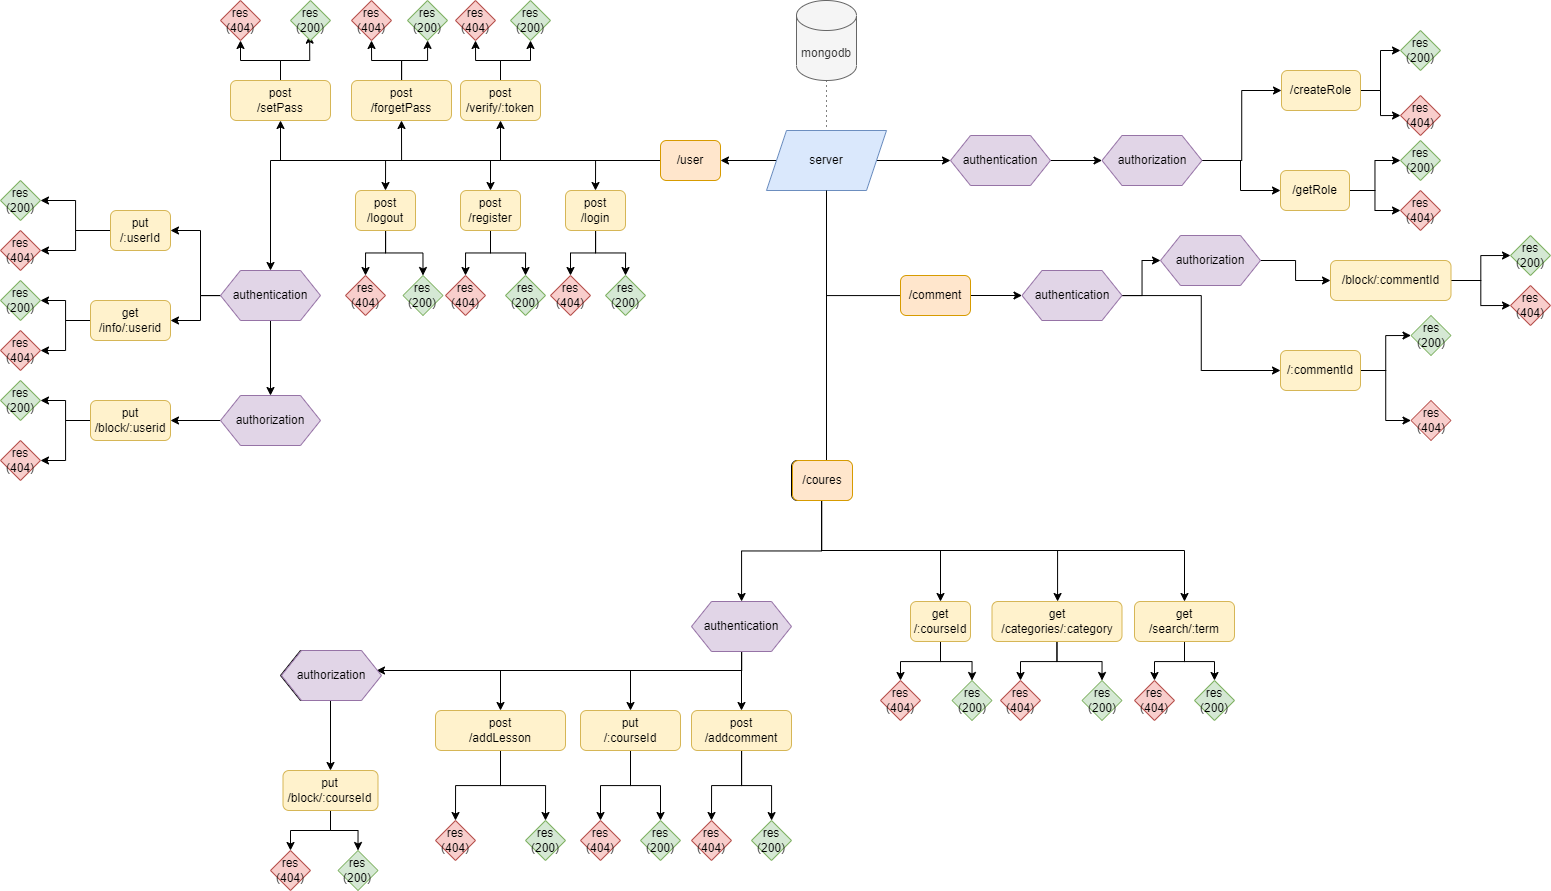 res
(404)
res
(200)
res
(404)
res
(200)
res
(404)
res
(200)
mongodb
res
(200)
post
/setPass
post
/forgetPass
post
/verify/:token
/createRole
res
(404)
/user
server
authentication
authorization
res
(200)
/getRole
res
(404)
post
/logout
post
/register
post
/login
res
(200)
put
/:userId
res
(404)
authentication
res
(404)
res
(200)
res
(404)
res
(200)
res
(404)
res
(200)
/comment
authentication
authorization
/block/:commentId
res
(200)
res
(404)
res
(200)
get
/info/:userid
res
(404)
res
(200)
/:commentId
res
(404)
res
(200)
put
/block/:userid
res
(404)
authorization
/coures
authentication
get
/:courseId
get
/categories/:category
get
/search/:term
res
(404)
res
(200)
res
(404)
res
(200)
res
(404)
res
(200)
authorization
post
/addLesson
put
/:courseId
post
/addcomment
put
/block/:courseId
res
(404)
res
(200)
res
(404)
res
(200)
res
(404)
res
(200)
res
(404)
res
(200)